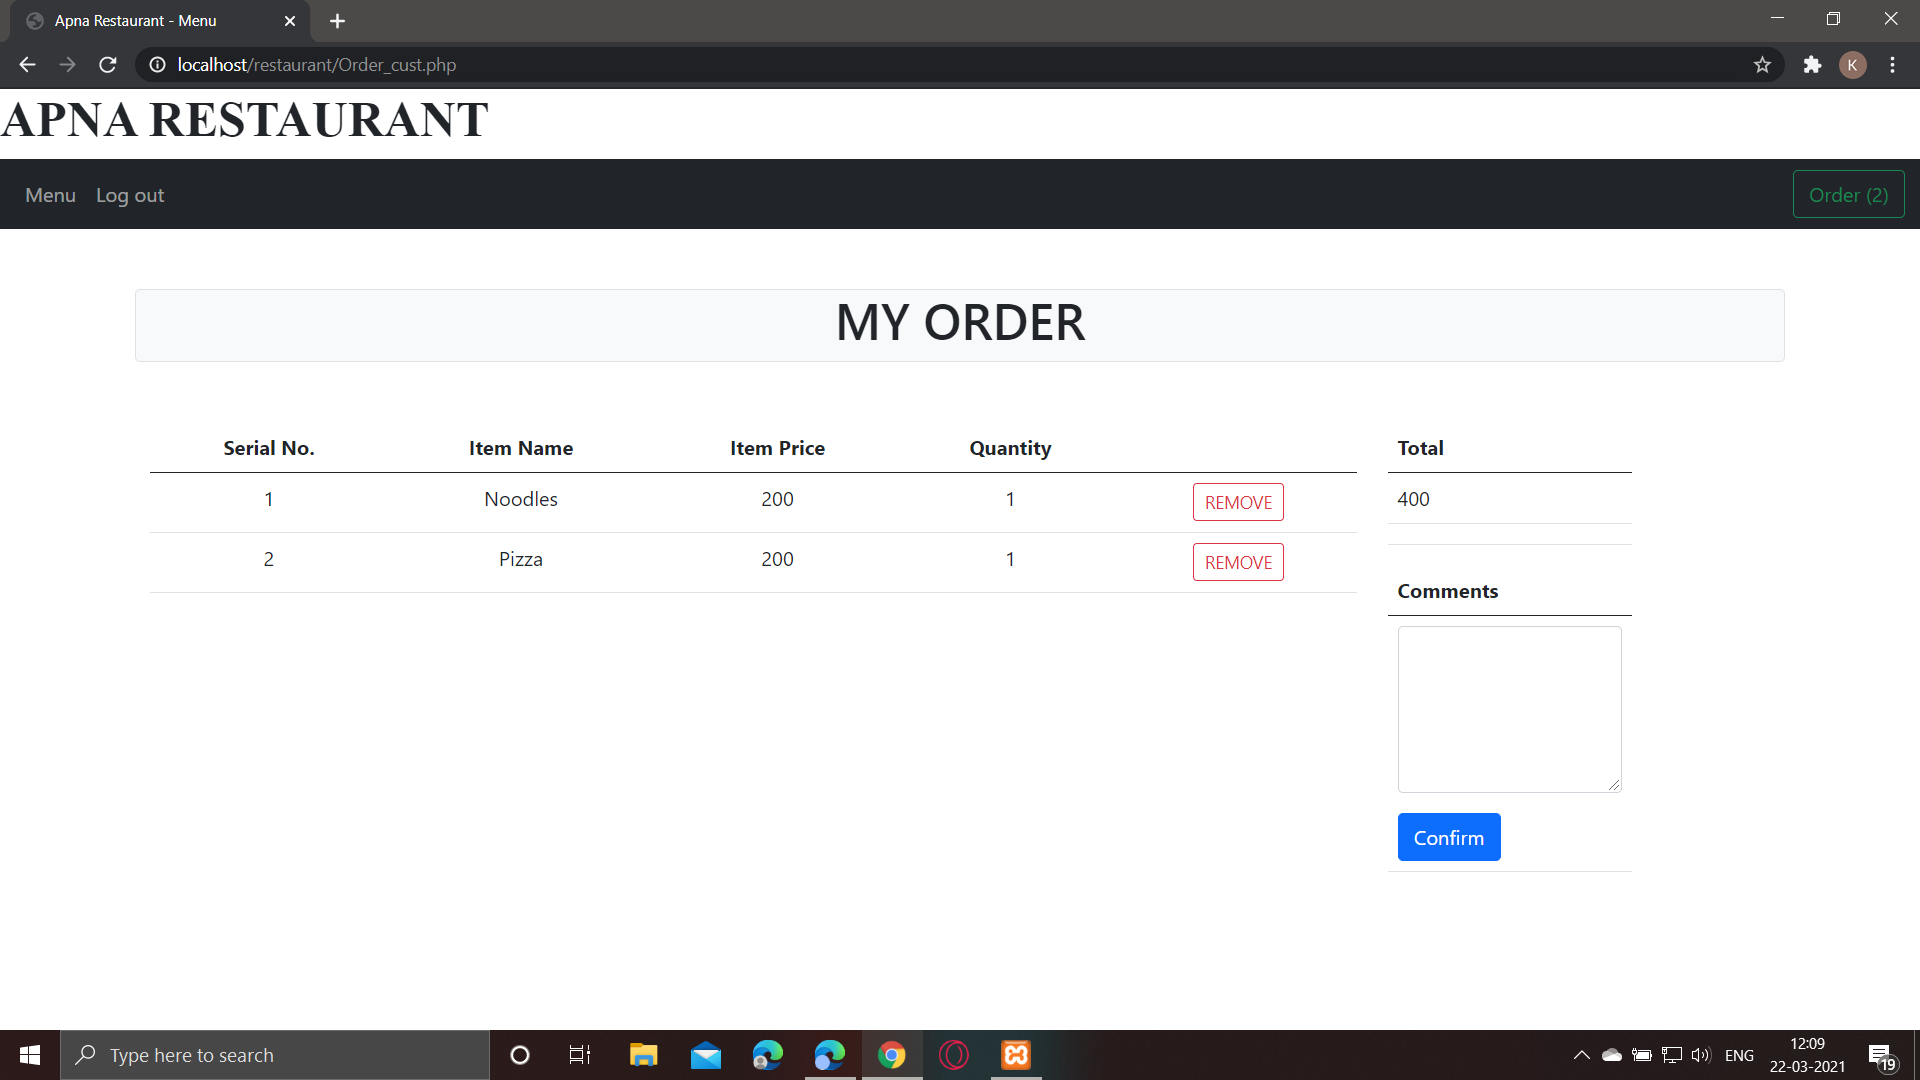 Apna Restaurant - Menu
localhost/restaurant/Order_cust.php
K
APNA RESTAURANT
Menu Log out Order (2)
MY ORDER
Serial No. Item Name Item Price Quantity Total
1 Noodles 200 1 REMOVE 400
2 Pizza 200 1 REMOVE
Comments
Confirm
Type here to search
ENG
12:09
22-03-2021
19